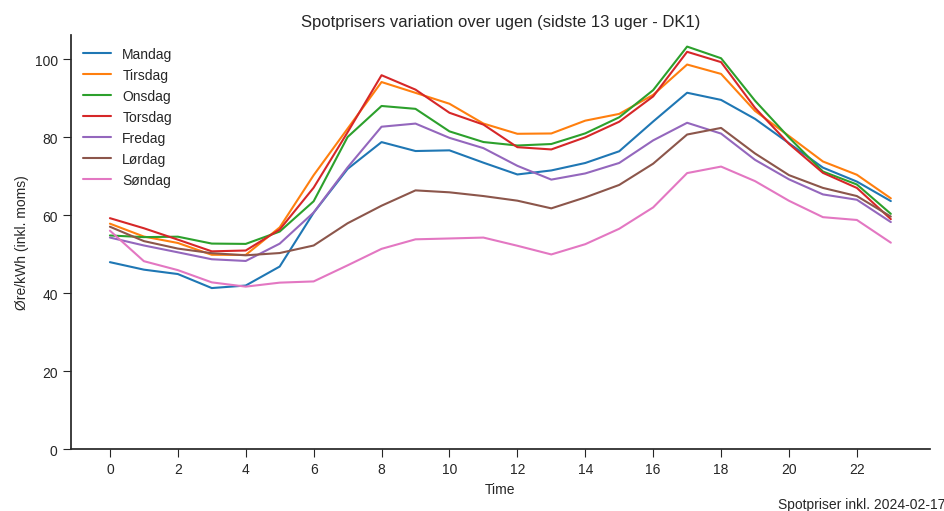 Spotprisers variation over ugen (sidste 13 uger - DK1)
Mandag
Tirsdag
Onsdag
Torsdag
Fredag
Lørdag
Søndag
Øre/kWh (inkl. moms)
100
80
60
40
20
0
0 2 4 6 8 10 12 14 16 18 20 22
Time
Spotpriser inkl. 2024-02-17